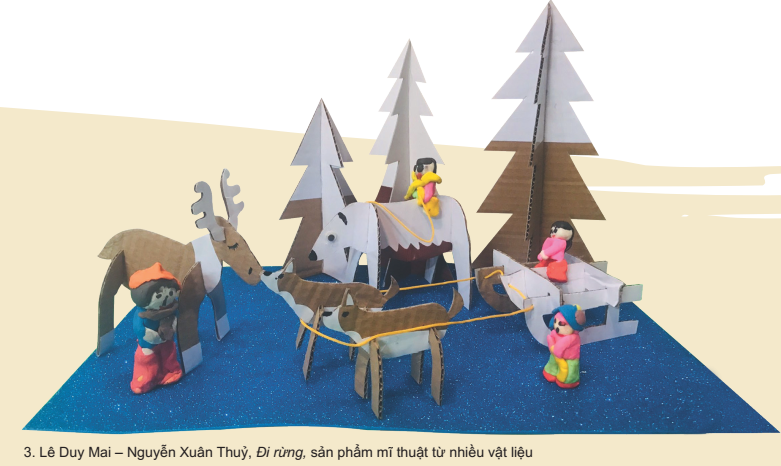 3. Lê Duy Mai – Nguyễn Xuân Thuỷ, Đi rừng, sản phẩm mĩ thuật từ nhiều vật liệu